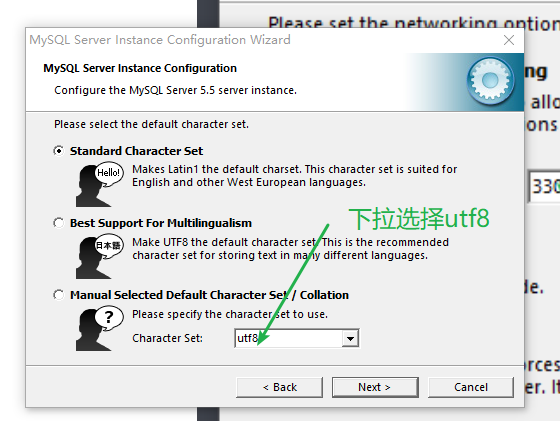 Please set the networking option
MySQL Server Instance Configuration Wizard
MySQL Server Instance Configuration
Configure the MySQL Server 5.5 server instance.
ng
allo
ons
330
de.
orces
er. If
Please select the default character set.
Standard Character Set
Hello!
Makes Latin1 the default charset. This character set is suited for
English and other West European languages.
Best Support For Multilingualism
下拉选择utf8
日本語
Make UTF8 the default character set. This is the recommended
character set for storing text in many different languages.
Manual Selected Default Character Set / Collation
?
Please specify the character set to use.
Character Set:
utf8
< Back
Next >
Cancel